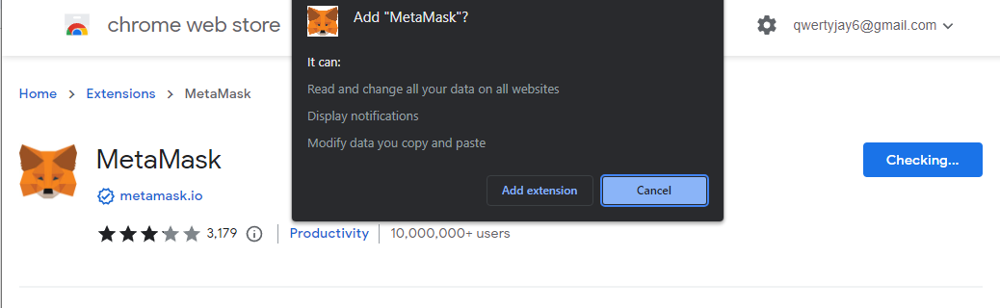 chrome web store
qwertyjay6@gmail.com
Add "MetaMask"?
It can:
Read and change all your data on all websites
Display notifications
Modify data you copy and paste
Add extension
Cancel
Home > Extensions > MetaMask
MetaMask
Checking...
metamask.io
3,179
Productivity
10,000,000+ users